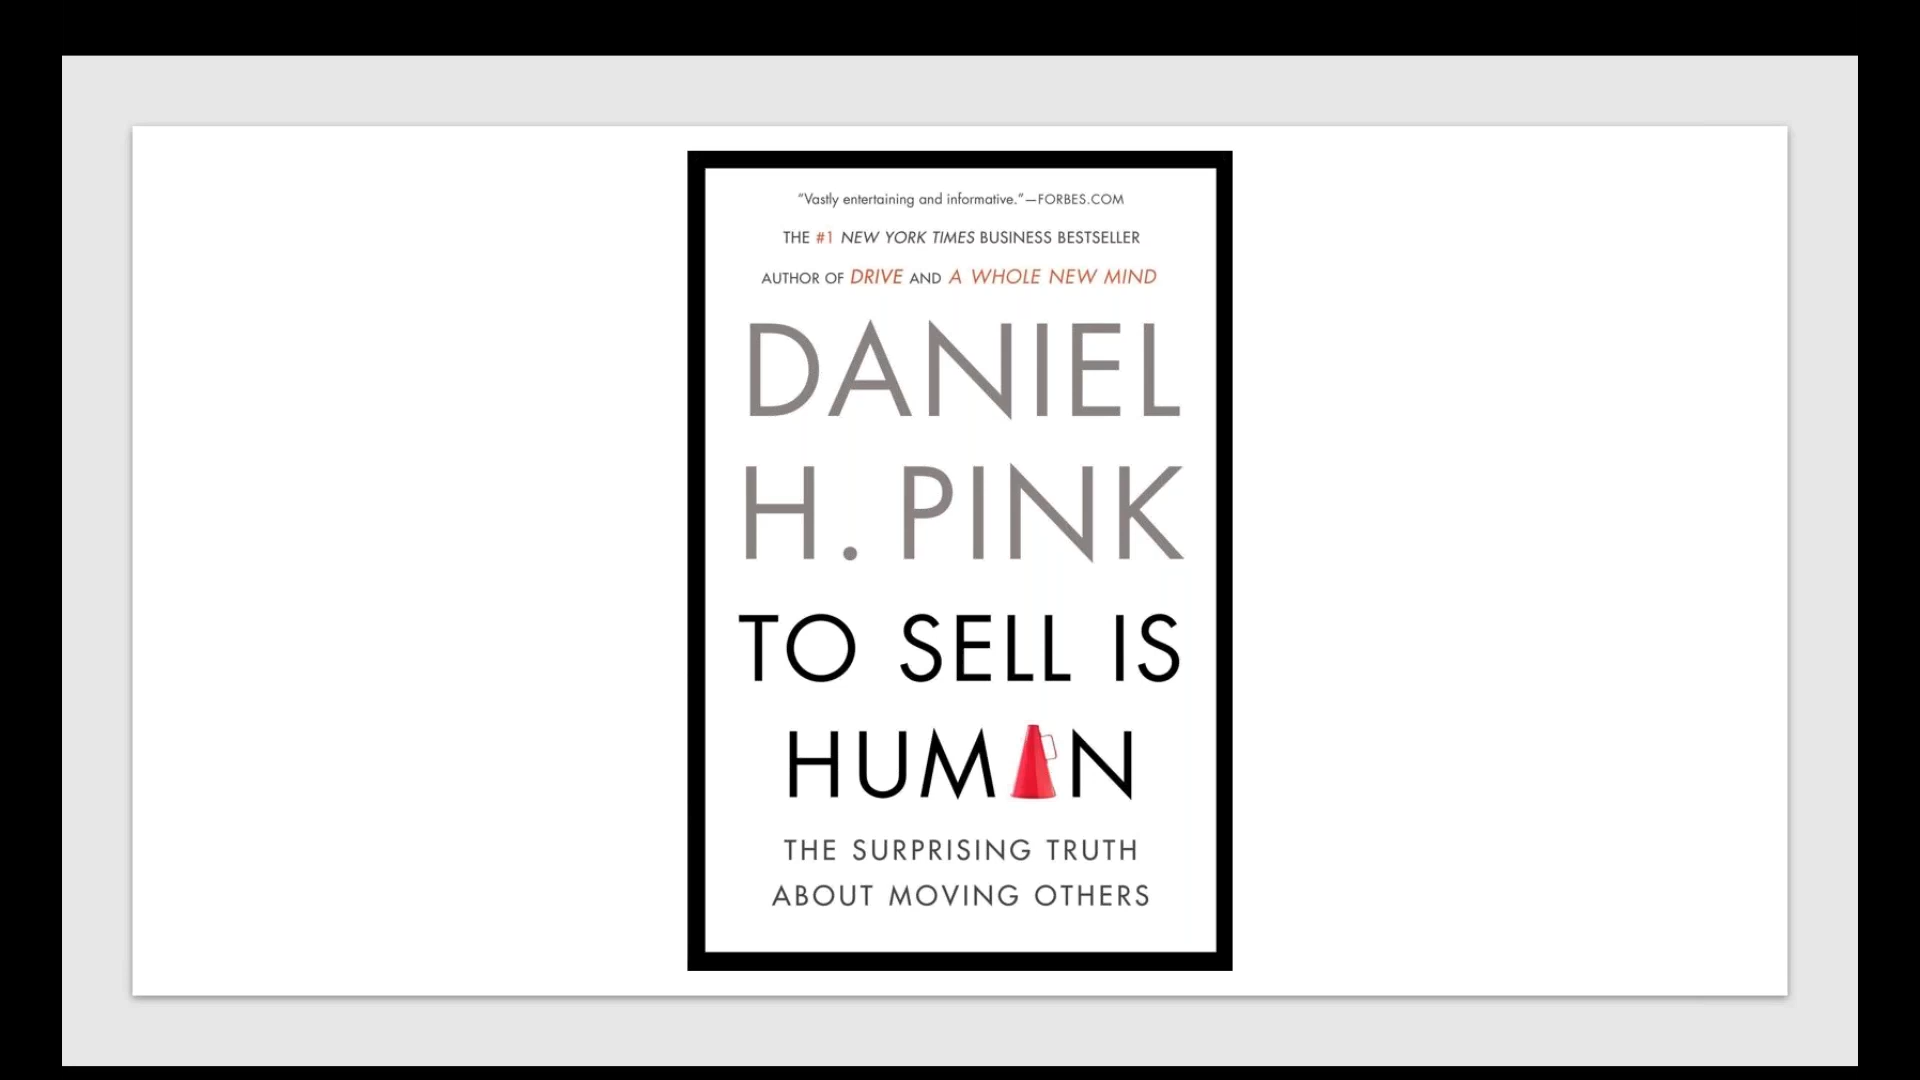 “Vastly entertaining and informative.”—FORBES.COM
THE #1 NEW YORK TIMES BUSINESS BESTSELLER
AUTHOR OF DRIVE AND A WHOLE NEW MIND
DANIEL
H. PINK
TO SELL IS
HUMAN
THE SURPRISING TRUTH
ABOUT MOVING OTHERS